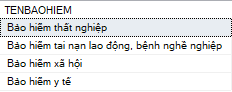 TENBAOHIEM
Bảo hiểm thất nghiệp
Bảo hiểm tai nạn lao động, bệnh nghề nghiệp
Bảo hiểm xã hội
Bảo hiểm y tế